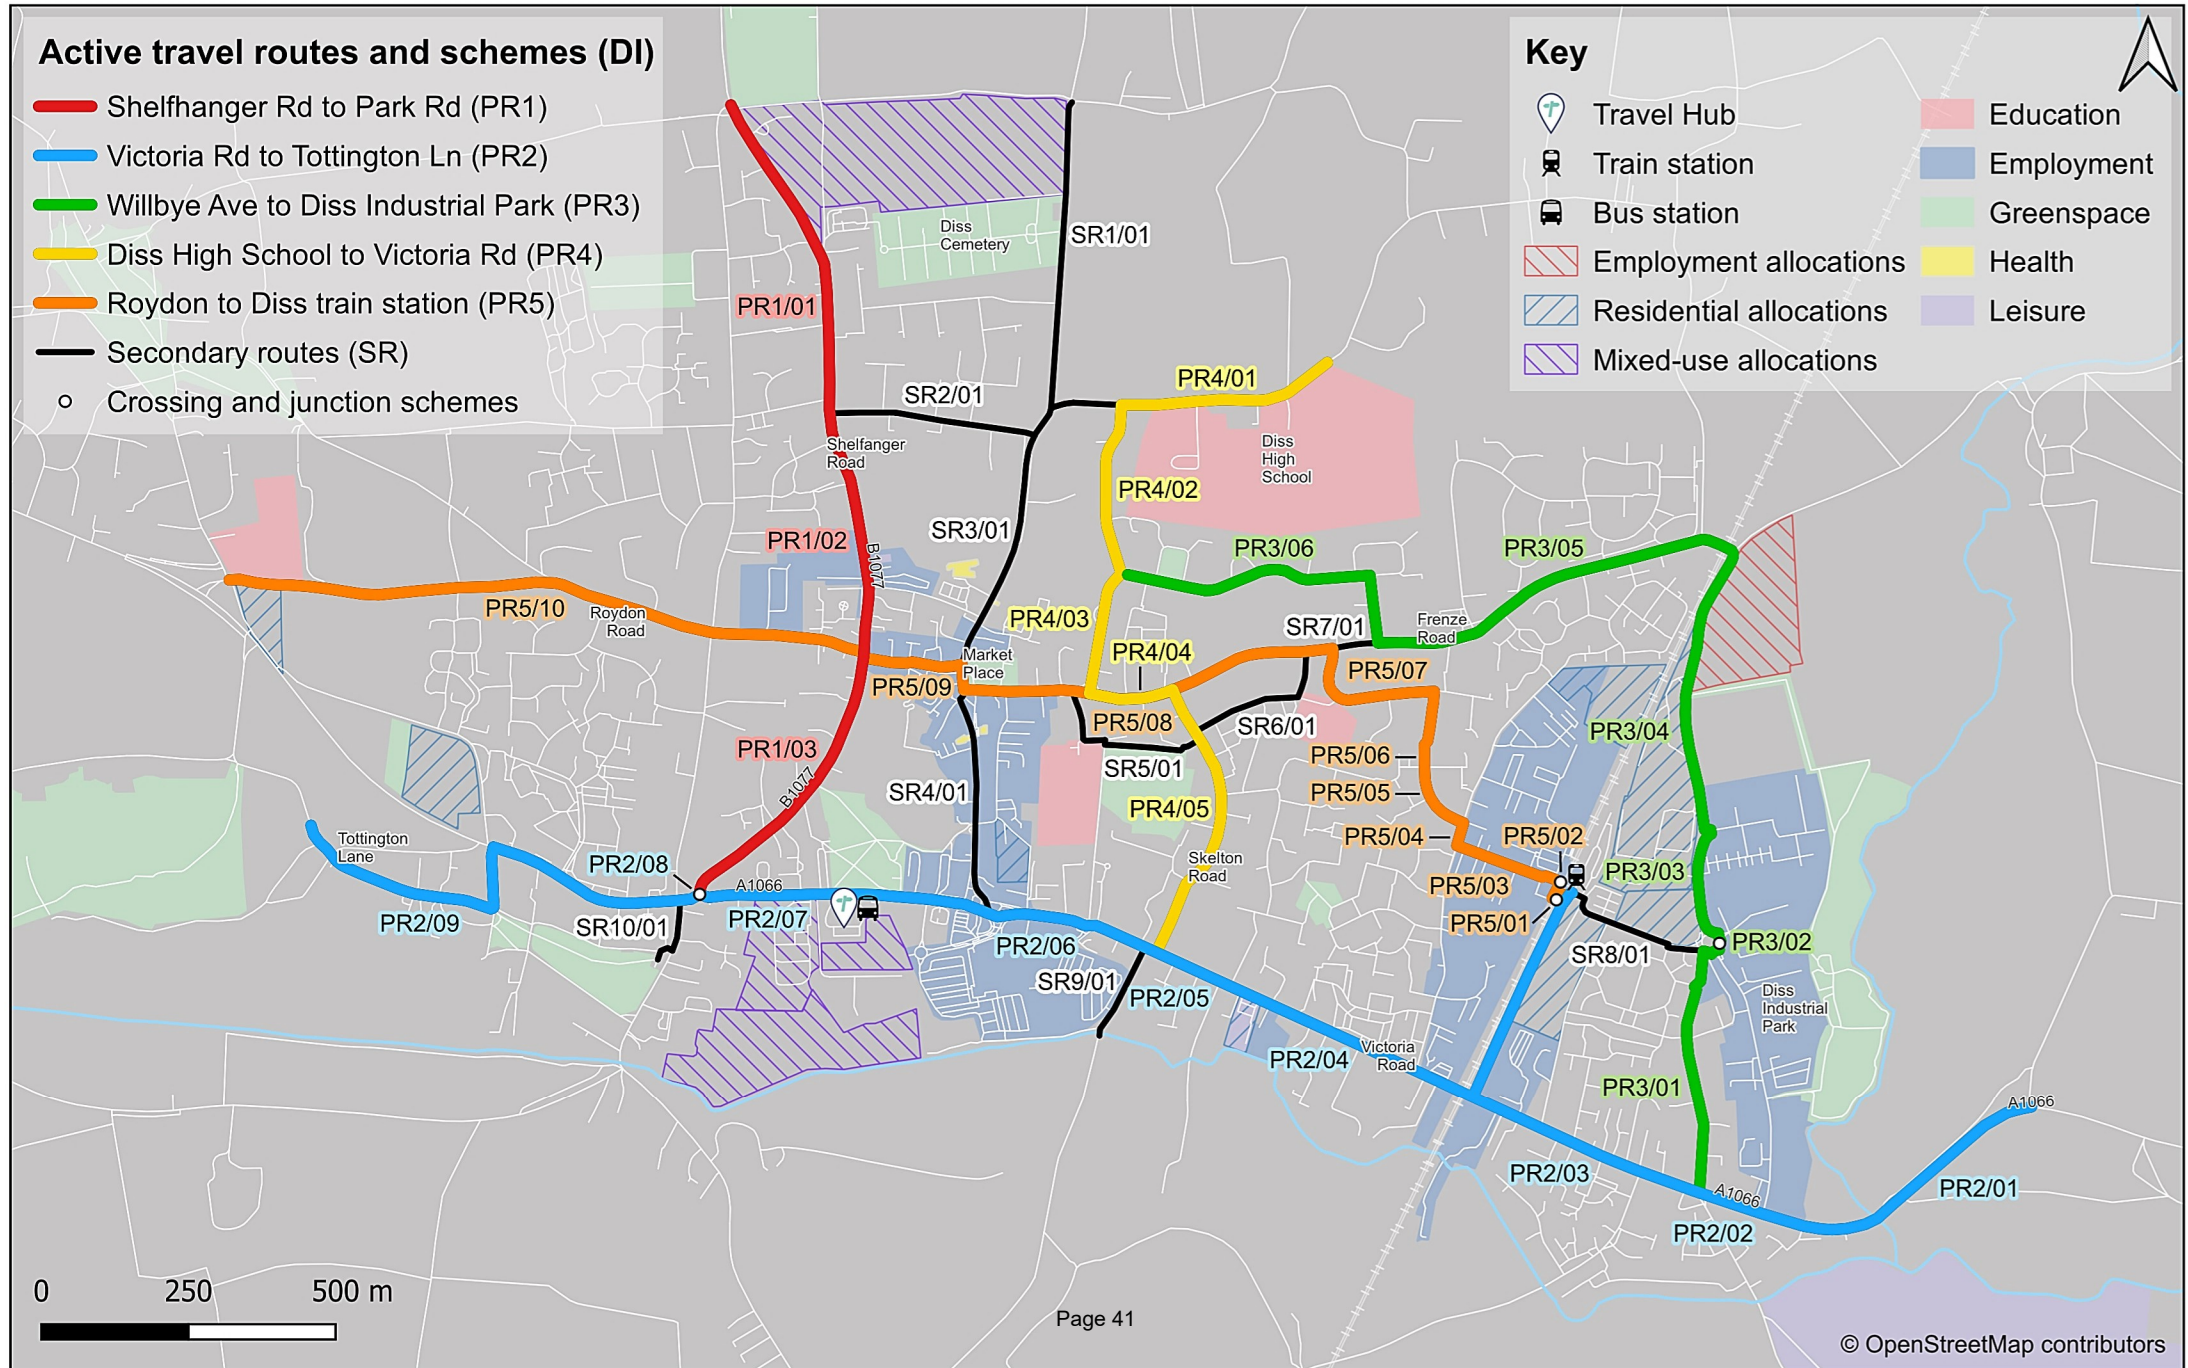 Active travel routes and schemes (DI)
Shelfhanger Rd to Park Rd (PR1)
Victoria Rd to Tottington Ln (PR2)
Willbye Ave to Diss Industrial Park (PR3)
Diss High School to Victoria Rd (PR4)
Roydon to Diss train station (PR5)
Secondary routes (SR)
Crossing and junction schemes
Key
Travel Hub
Train station
Bus station
Employment allocations
Residential allocations
Mixed-use allocations
Education
Employment
Greenspace
Health
Leisure
Diss
Cemetery
SR1/01
PR1/01
PR4/01
SR2/01
Shelfanger
Road
Diss
High
School
PR4/02
SR3/01
PR1/02
B1077
PR3/06
PR3/05
PR5/10
Roydon
Road
PR4/03
SR7/01
Frenze
Road
Market
Place
PR4/04
PR5/07
PR5/09
PR5/08
SR6/01
PR3/04
PR1/03
B1077
SR5/01
PR5/06
SR4/01
PR5/05
PR4/05
Tottington
Lane
PR5/04
PR5/02
PR2/08
Skelton
Road
A1066
PR5/03
PR3/03
PR2/09
SR10/01
PR2/07
PR5/01
PR2/06
SR8/01
PR3/02
SR9/01
PR2/05
Diss
Industrial
Park
PR2/04
Victoria
Road
PR3/01
A1066
PR2/03
A1066
PR2/01
PR2/02
0 250 500 m
Page 41
© OpenStreetMap contributors